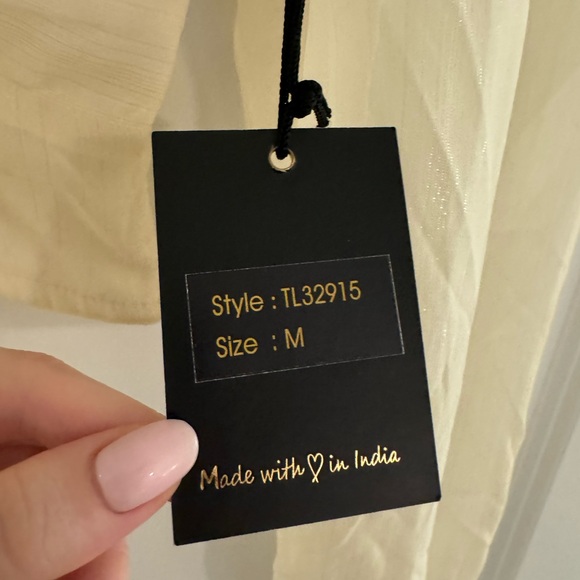 Style : TL32915
Size : M
Made with ♡ in India